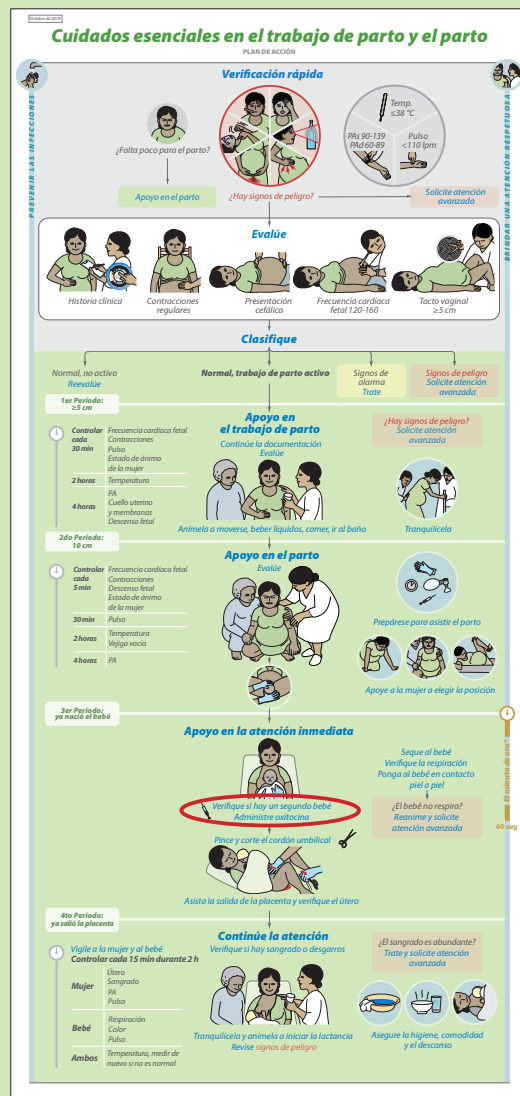 Octubre de 2019
Cuidados esenciales en el trabajo de parto y el parto
PLAN DE ACCIÓN
PREVENIR LAS INFECCIONES
BRINDAR UNA ATENCIÓN RESPETUOSA
Verificación rápida
¿Falta poco para el parto?
Temp.
≤38 °C
PAs 90-139
PAd 60-89
Pulso
<110 lpm
Apoyo en el parto
¿Hay signos de peligro?
Solicite atención
avanzada
Evalúe
Historia clínica
Contracciones
regulares
Presentación
cefálica
Frecuencia cardíaca
fetal 120-160
Tacto vaginal
≥5 cm
Clasifique
Normal, no activo
Reevalúe
Normal, trabajo de parto activo
Signos de
alarma
Trate
Signos de peligro
Solicite atención
avanzada
1er Periodo:
≥5 cm
Controlar
cada
30 min
Frecuencia cardíaca fetal
Contracciones
Pulso
Estado de ánimo
de la mujer
2 horas
Temperatura
4 horas
PA
Cuello uterino
y membranas
Descenso fetal
Apoyo en
el trabajo de parto
Continúe la documentación
Evalúe
Anímela a moverse, beber líquidos, comer, ir al baño
¿Hay signos de peligro?
Solicite atención
avanzada
Tranquilícela
2do Periodo:
10 cm
Controlar
cada
5 min
Frecuencia cardíaca fetal
Contracciones
Descenso fetal
Estado de ánimo
de la mujer
30 min
Pulso
2 horas
Temperatura
Vejiga vacía
4 horas
PA
Apoyo en el parto
Evalúe
Prepárese para asistir el parto
Apoye a la mujer a elegir la posición
3er Periodo:
ya nació el bebé
Apoyo en la atención inmediata
Verifique si hay un segundo bebé
Administre oxitocina
Pince y corte el cordón umbilical
Asista la salida de la placenta y verifique el útero
Seque al bebé
Verifique la respiración
Ponga al bebé en contacto
piel a piel
¿El bebé no respira?
Reanime y solicite
atención avanzada
El minuto de oro®
60 seg
4to Periodo:
ya salió la placenta
Vigile a la mujer y al bebé
Controlar cada 15 min durante 2 h
Mujer
Útero
Sangrado
PA
Pulso
Bebé
Respiración
Color
Pulso
Ambos
Temperatura, medir de
nuevo si no es normal
Continúe la atención
Verifique si hay sangrado o desgarros
Tranquilícela y anímela a iniciar la lactancia
Revise signos de peligro
¿El sangrado es abundante?
Trate y solicite atención
avanzada
Asegure la higiene, comodidad
y el descanso